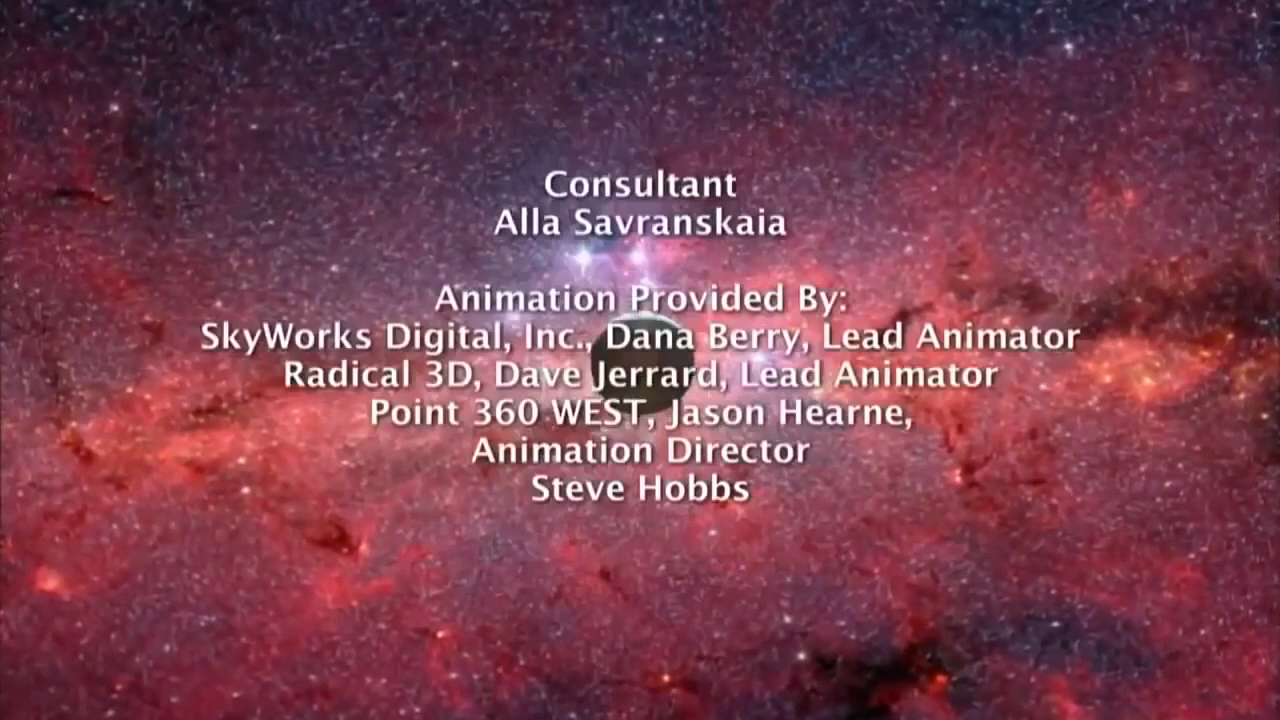 Consultant
Alla Savranskaia
Animation Provided By:
SkyWorks Digital, Inc., Dana Berry, Lead Animator
Radical 3D, Dave Jerrard, Lead Animator
Point 360 WEST, Jason Hearne,
Animation Director
Steve Hobbs